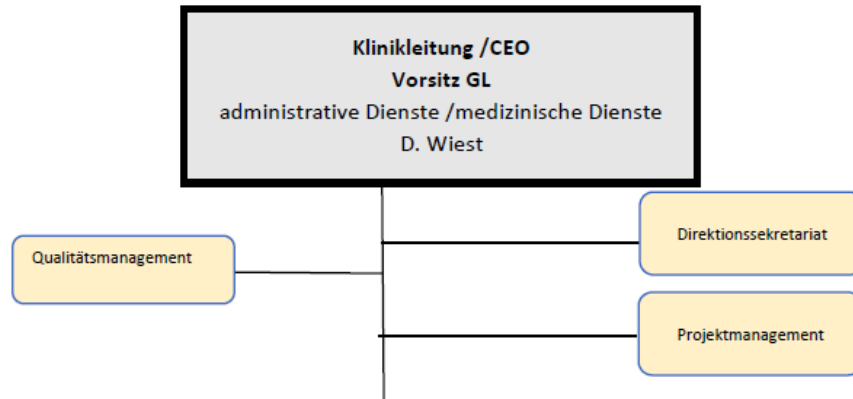 Klinikleitung /CEO
Vorsitz GL
administrative Dienste /medizinische Dienste
D. Wiest
Direktionssekretariat
Qualitätsmanagement
Projektmanagement